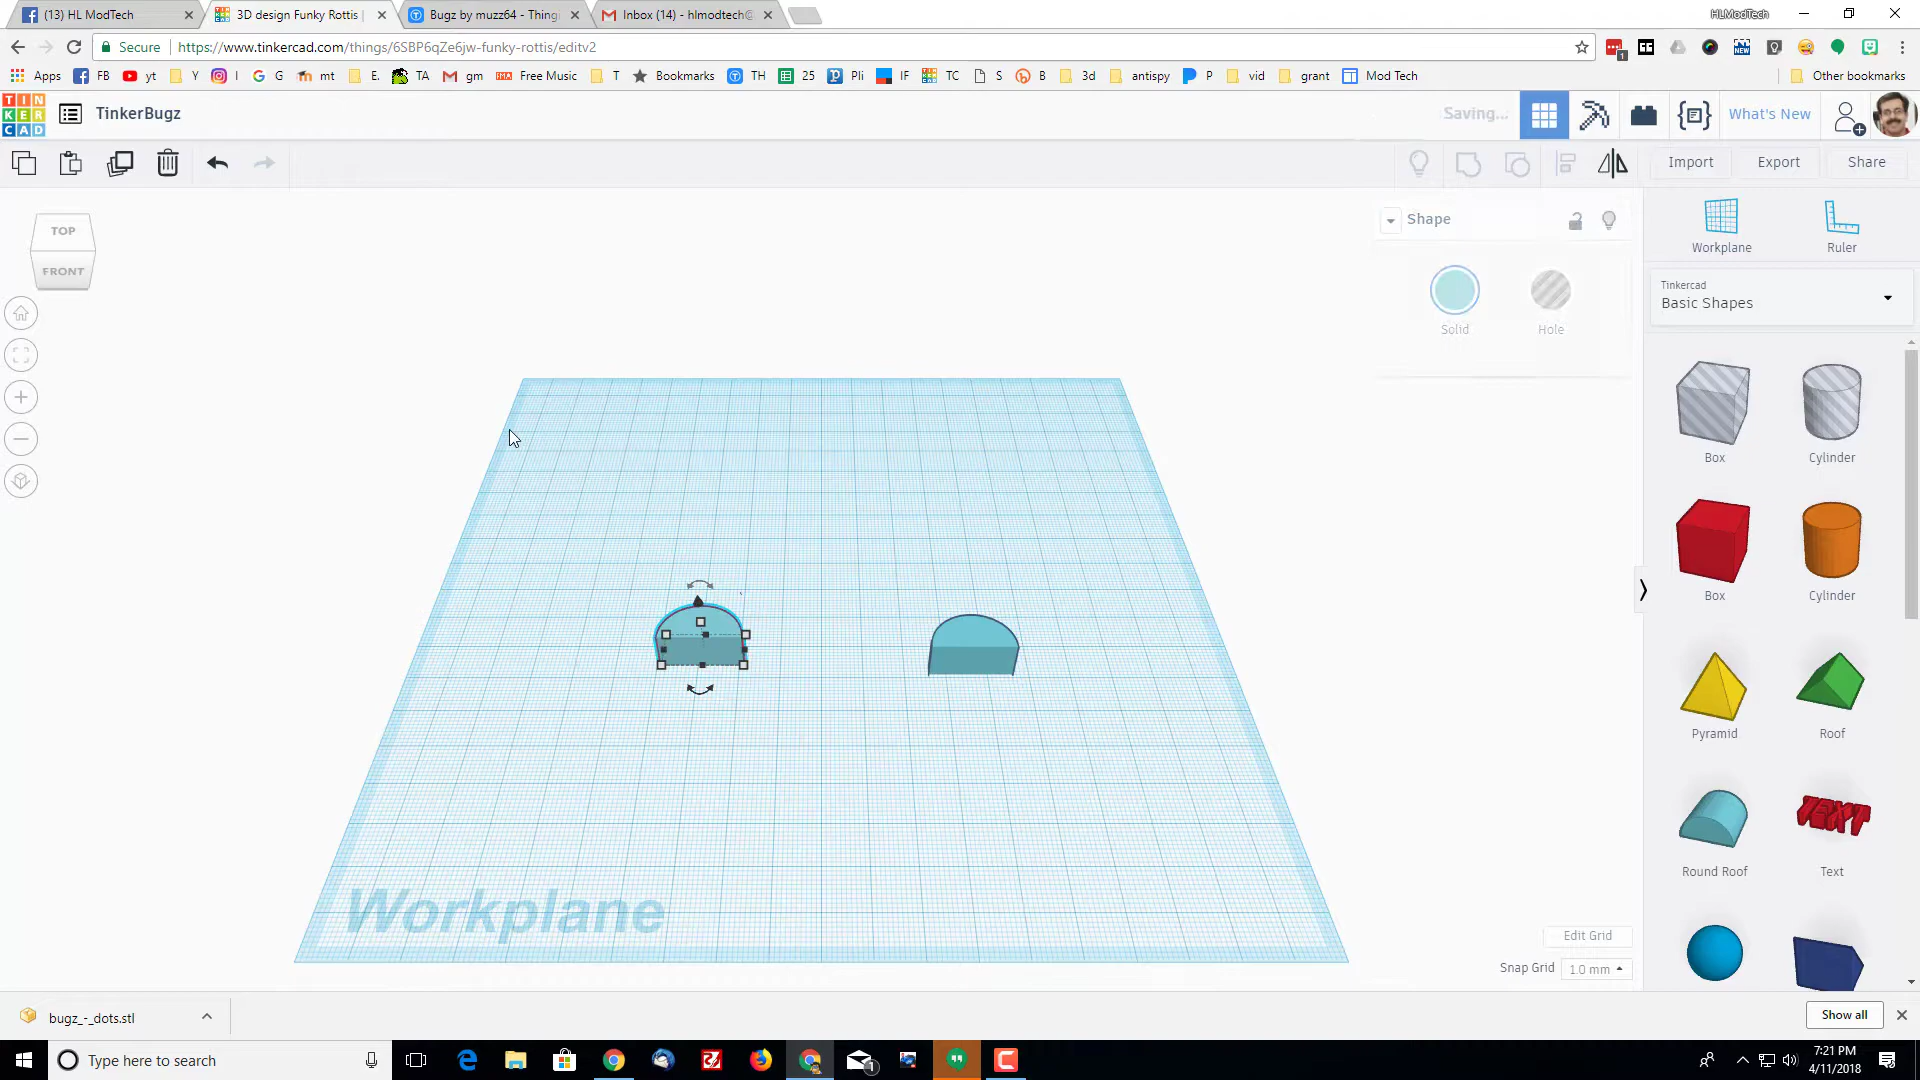 (13) HL ModTech
3D design Funky Rottis
Bugz by muzz64 - Thing
Inbox (14) - hlmodtech@
HLModTech
Secure
https://www.tinkercad.com/things/6SBP6qZe6jw-funky-rottis/editv2
Apps FB yt Y I G mt E. TA gm Free Music T Bookmarks TH 25 Pli IF TC S B 3d antispy P vid grant Mod Tech Other bookmarks
TIN
KER
CAD
TinkerBugz
Saving...
What's New
Import Export Share
TOP
FRONT
Shape
Solid Hole
Workplane Ruler
Tinkercad
Basic Shapes
Box Cylinder
Box Cylinder
Pyramid Roof
TEXT
Round Roof Text
Workplane
Edit Grid
Snap Grid 1.0 mm
bugz_-_dots.stl
Show all
Type here to search
7:21 PM
4/11/2018